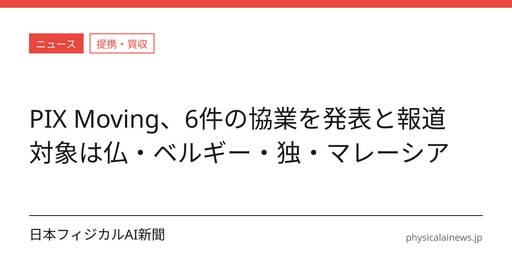 ニュース 提携・買収
PIX Moving、6件の協業を発表と報道
対象は仏・ベルギー・独・マレーシア
日本フィジカルAI新聞 physicalainews.jp